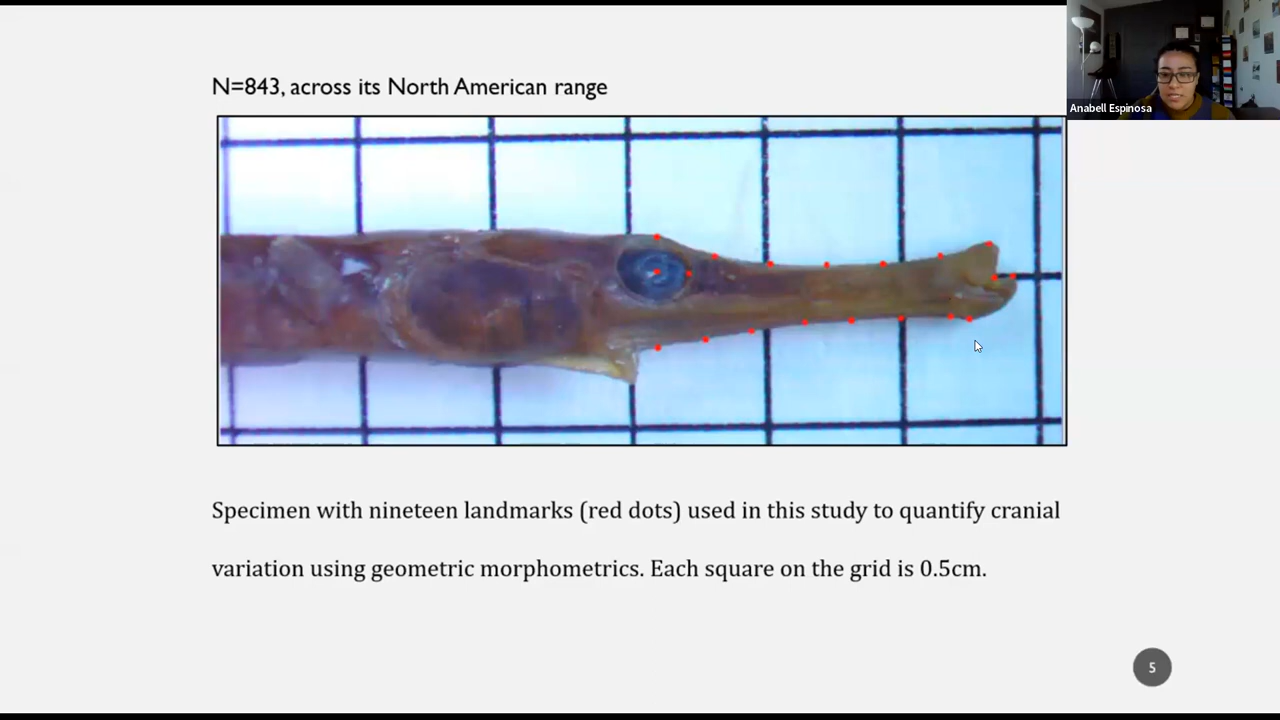 N=843, across its North American range
Anabell Espinosa
Specimen with nineteen landmarks (red dots) used in this study to quantify cranial
variation using geometric morphometrics. Each square on the grid is 0.5cm.
5